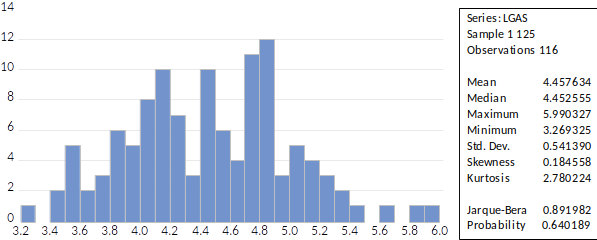 14
12
10
8
6
4
2
0
3.2 3.4 3.6 3.8 4.0 4.2 4.4 4.6 4.8 5.0 5.2 5.4 5.6 5.8 6.0
Series: LGAS
Sample 1 125
Observations 116
Mean 4.457634
Median 4.452555
Maximum 5.990327
Minimum 3.269325
Std. Dev. 0.541390
Skewness 0.184558
Kurtosis 2.780224
Jarque-Bera 0.891982
Probability 0.640189